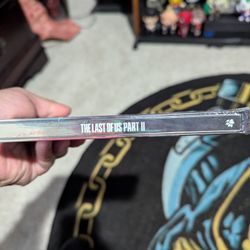 THE LAST OF US PART II